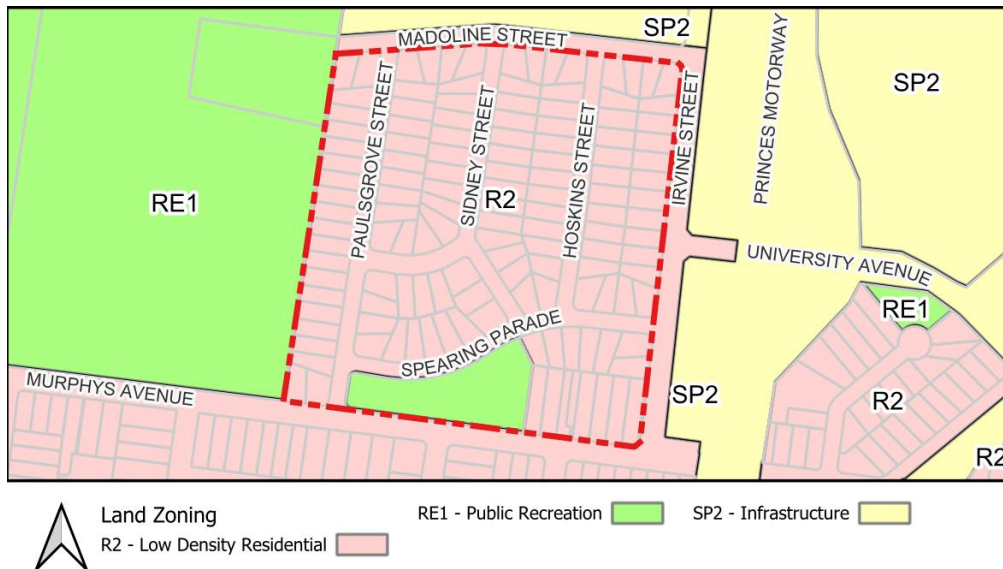 MADOLINE STREET
SP2
SP2
RE1
PAULSGROVE STREET
SIDNEY STREET
R2
HOSKINS STREET
IRVINE STREET
PRINCES MOTORWAY
UNIVERSITY AVENUE
RE1
SPEARING PARADE
MURPHYS AVENUE
SP2
R2
R2
Land Zoning
RE1 - Public Recreation
SP2 - Infrastructure
R2 - Low Density Residential